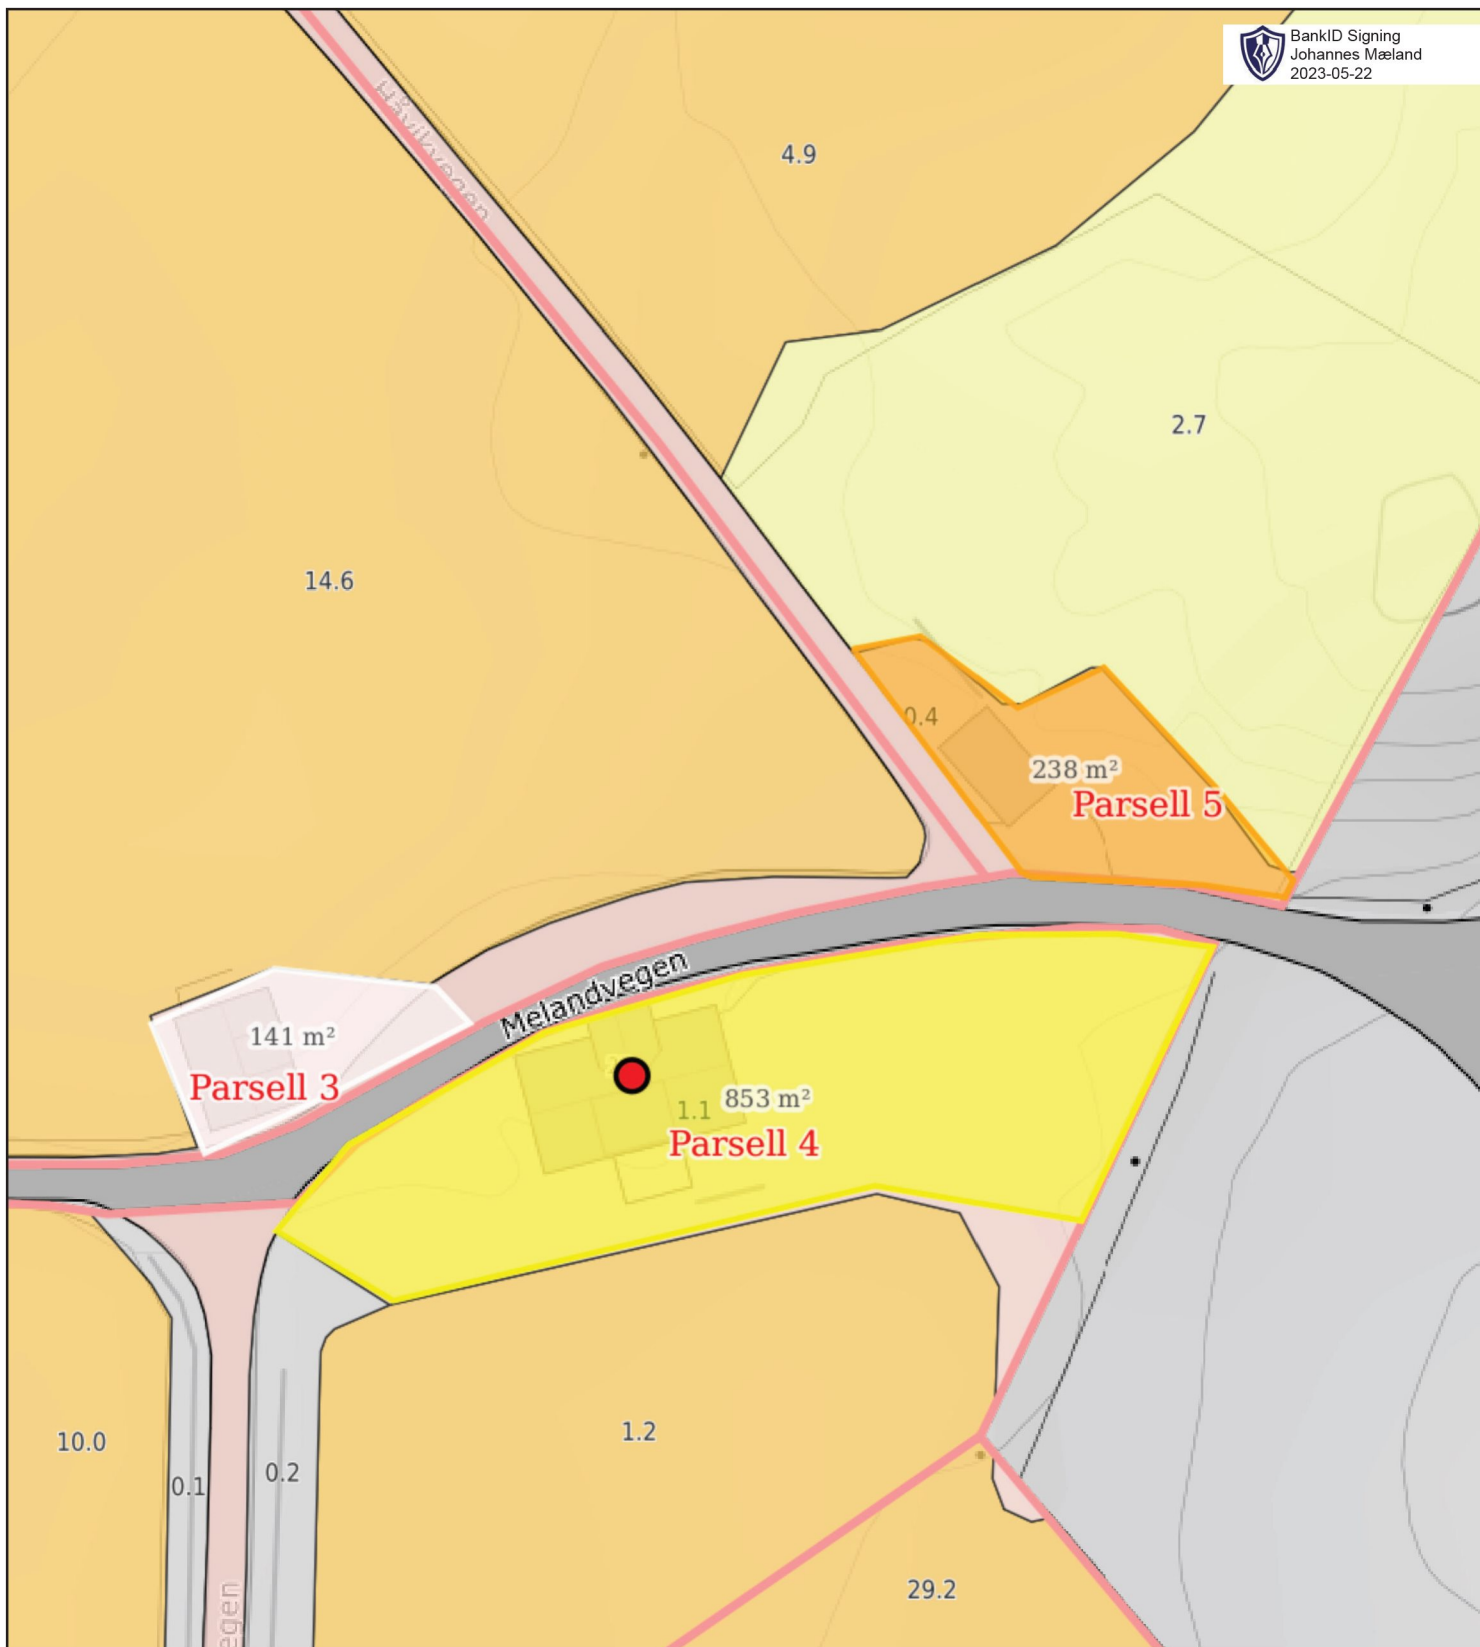 BankID Signing
Johannes Mæland
2023-05-22
Håvikvegen
4.9
2.7
14.6
0.4
238 m²
Parsell 5
Melandvegen
141 m²
Parsell 3
1.1
853 m²
Parsell 4
10.0
0.1
0.2
1.2
29.2
egen